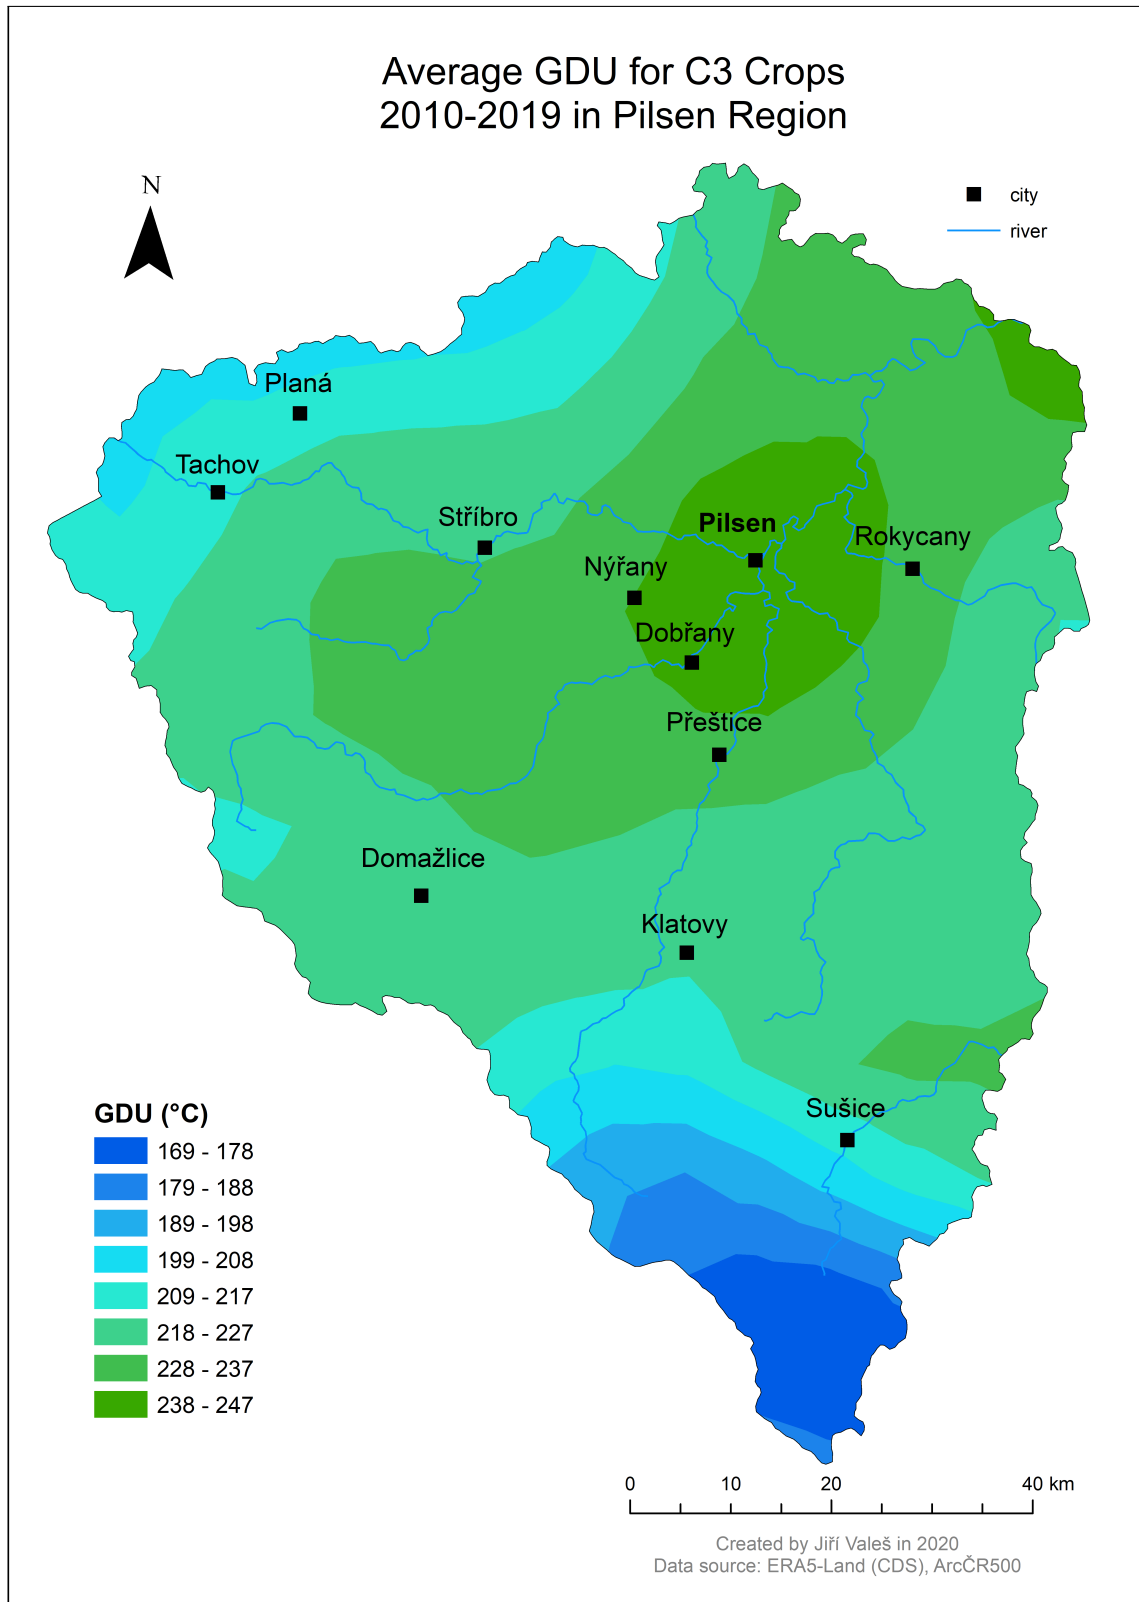 Average GDU for C3 Crops
2010-2019 in Pilsen Region
N
city
river
Planá
Tachov
Stříbro
Pilsen
Rokycany
Nýřany
Dobřany
Přeštice
Domažlice
Klatovy
Sušice
GDU (°C)
169 - 178
179 - 188
189 - 198
199 - 208
209 - 217
218 - 227
228 - 237
238 - 247
0 10 20 40 km
Created by Jiří Valeš in 2020
Data source: ERA5-Land (CDS), ArcČR500